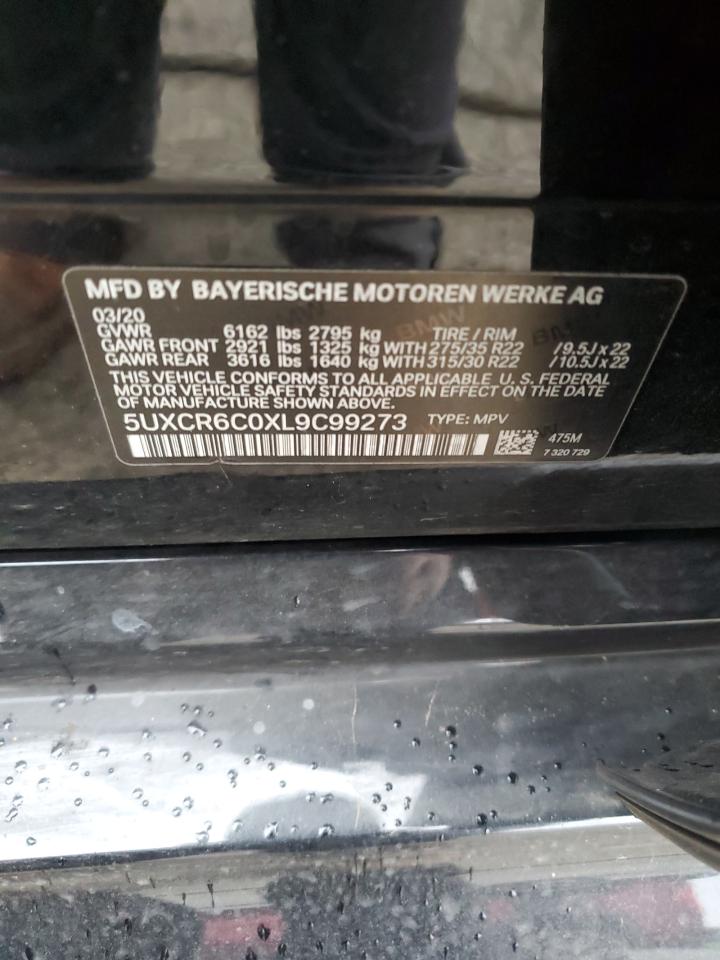 MFD BY BAYERISCHE MOTOREN WERKE AG
03/20
GVWR 6162 lbs 2795 kg TIRE / RIM
GAWR FRONT 2921 lbs 1325 kg WITH 275/35 R22 /9.5J x 22
GAWR REAR 3616 lbs 1640 kg WITH 315/30 R22 /10.5J x 22
THIS VEHICLE CONFORMS TO ALL APPLICABLE U. S. FEDERAL
MOTOR VEHICLE SAFETY STANDARDS IN EFFECT ON THE DATE
OF MANUFACTURE SHOWN ABOVE.
5UXCR6C0XL9C99273 TYPE: MPV
475M
7 320 729